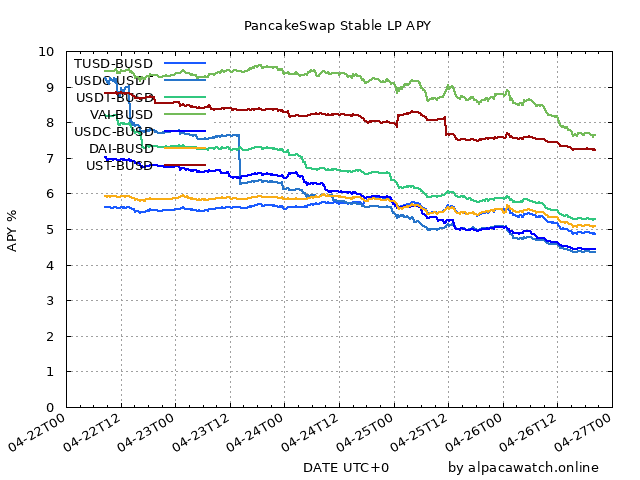 PancakeSwap Stable LP APY
10
9
8
7
6
5
4
3
2
1
0
APY %
TUSD-BUSD
USDC-USDT
USDT-BUSD
VAI-BUSD
USDC-BUSD
DAI-BUSD
UST-BUSD
04-22T00
04-22T12
04-23T00
04-23T12
04-24T00
04-24T12
04-25T00
04-25T12
04-26T00
04-26T12
04-27T00
DATE UTC+0
by alpacawatch.online